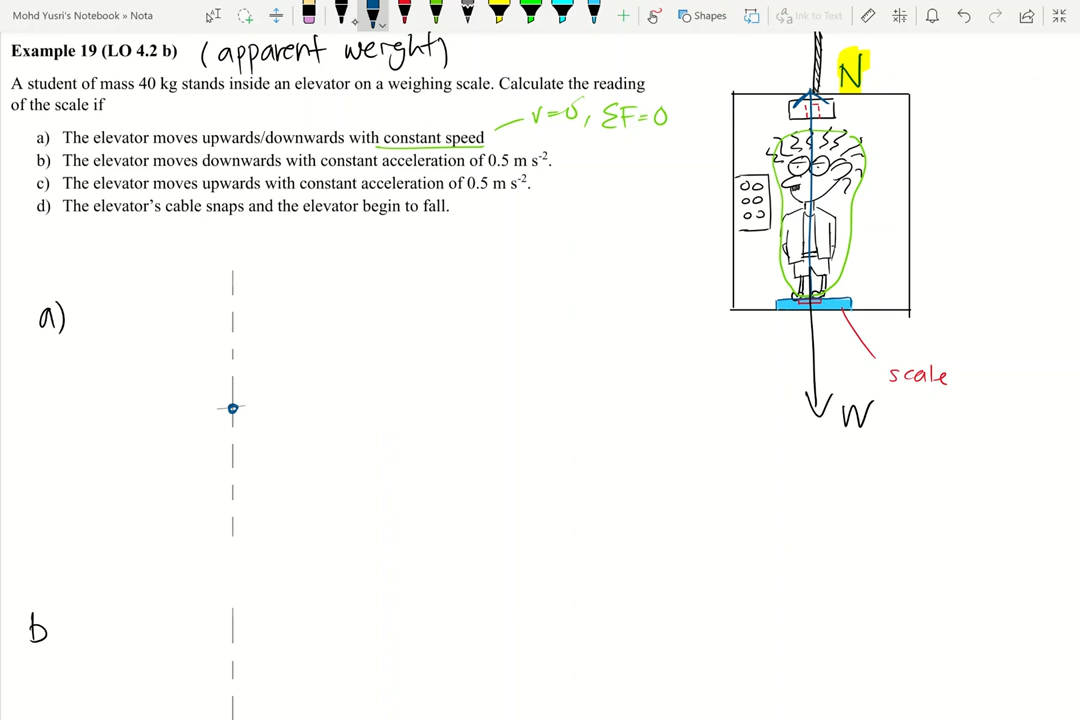 Mohd Yusri's Notebook » Nota
Shapes
Ink to Text
Example 19 (LO 4.2 b) (apparent weight)
A student of mass 40 kg stands inside an elevator on a weighing scale. Calculate the reading
of the scale if
a) The elevator moves upwards/downwards with constant speed
b) The elevator moves downwards with constant acceleration of 0.5 m s⁻².
c) The elevator moves upwards with constant acceleration of 0.5 m s⁻².
d) The elevator's cable snaps and the elevator begin to fall.
ΣF=0
N
scale
W
a)
b